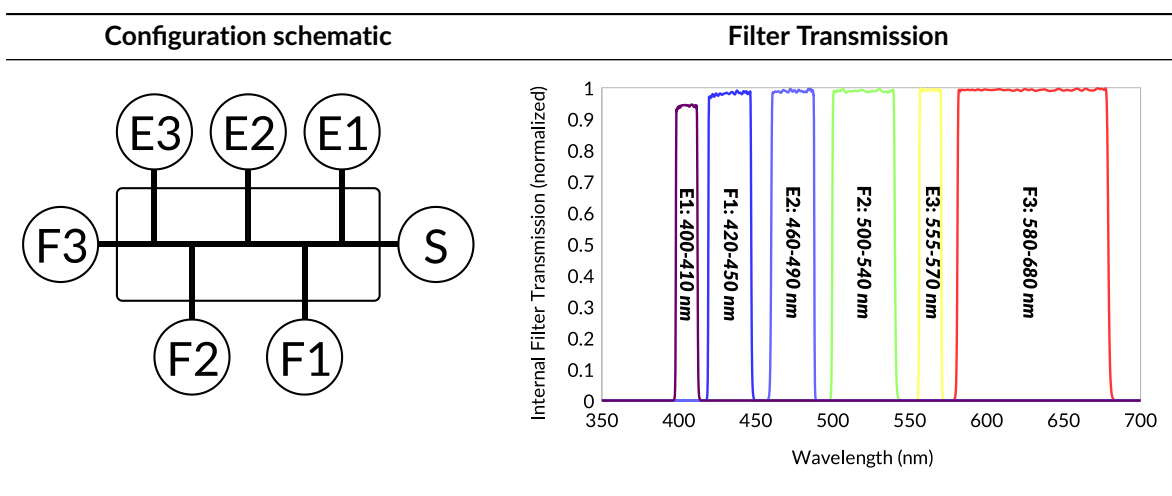 Configuration schematic
Filter Transmission
E3
E2
E1
F3
S
F2
F1
Internal Filter Transmission (normalized)
1
0.9
0.8
0.7
0.6
0.5
0.4
0.3
0.2
0.1
0
E1: 400-410 nm
F1: 420-450 nm
E2: 460-490 nm
F2: 500-540 nm
E3: 555-570 nm
F3: 580-680 nm
350
400
450
500
550
600
650
700
Wavelength (nm)